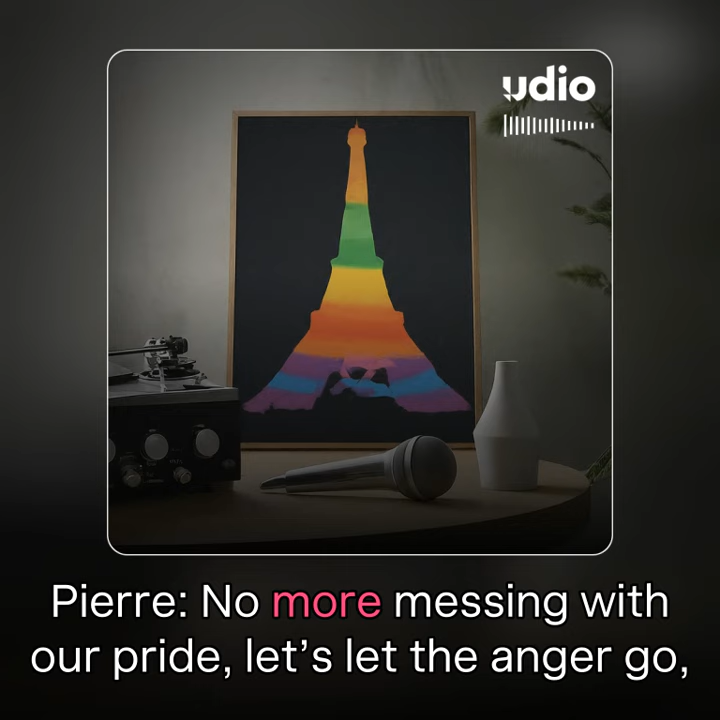 udio
Pierre: No more messing with
our pride, let’s let the anger go,